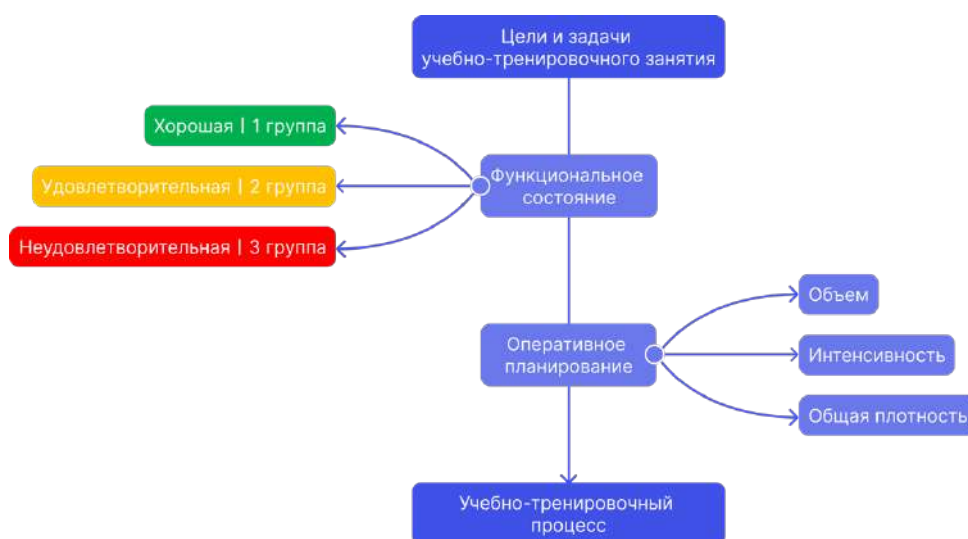 Цели и задачи
учебно-тренировочного занятия
Хорошая | 1 группа
Удовлетворительная | 2 группа
Неудовлетворительная | 3 группа
Функциональное
состояние
Оперативное
планирование
Объем
Интенсивность
Общая плотность
Учебно-тренировочный
процесс